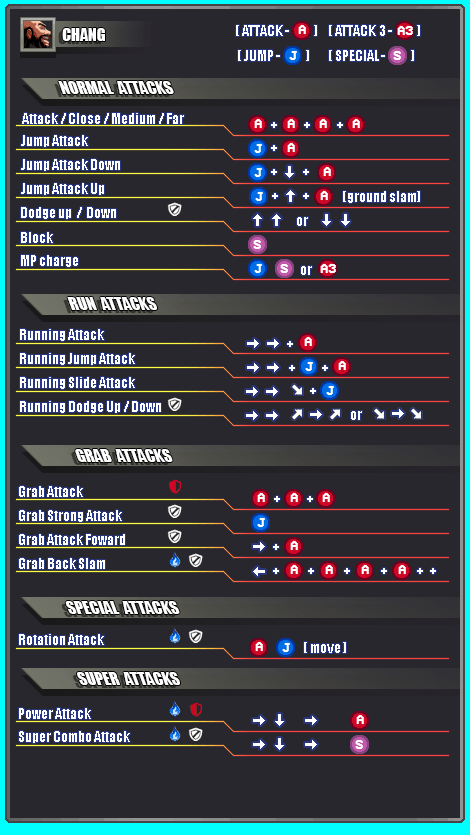 CHANG
[ ATTACK - A ] [ ATTACK 3 - A3 ]
[ JUMP - J ] [ SPECIAL - S ]
NORMAL ATTACKS
Attack / Close / Medium / Far A + A + A + A
Jump Attack J + A
Jump Attack Down J + ↓ + A
Jump Attack Up J + ↑ + A [ground slam]
Dodge up / Down ↑ ↑ or ↓ ↓
Block S
MP charge J S or A3
RUN ATTACKS
Running Attack → → + A
Running Jump Attack → → + J + A
Running Slide Attack → → ↘ + J
Running Dodge Up / Down → → ↗ → ↗ or ↘ → ↘
GRAB ATTACKS
Grab Attack A + A + A
Grab Strong Attack J
Grab Attack Foward → + A
Grab Back Slam ← + A + A + A + A + +
SPECIAL ATTACKS
Rotation Attack A J [ move ]
SUPER ATTACKS
Power Attack → ↓ → A
Super Combo Attack → ↓ → S